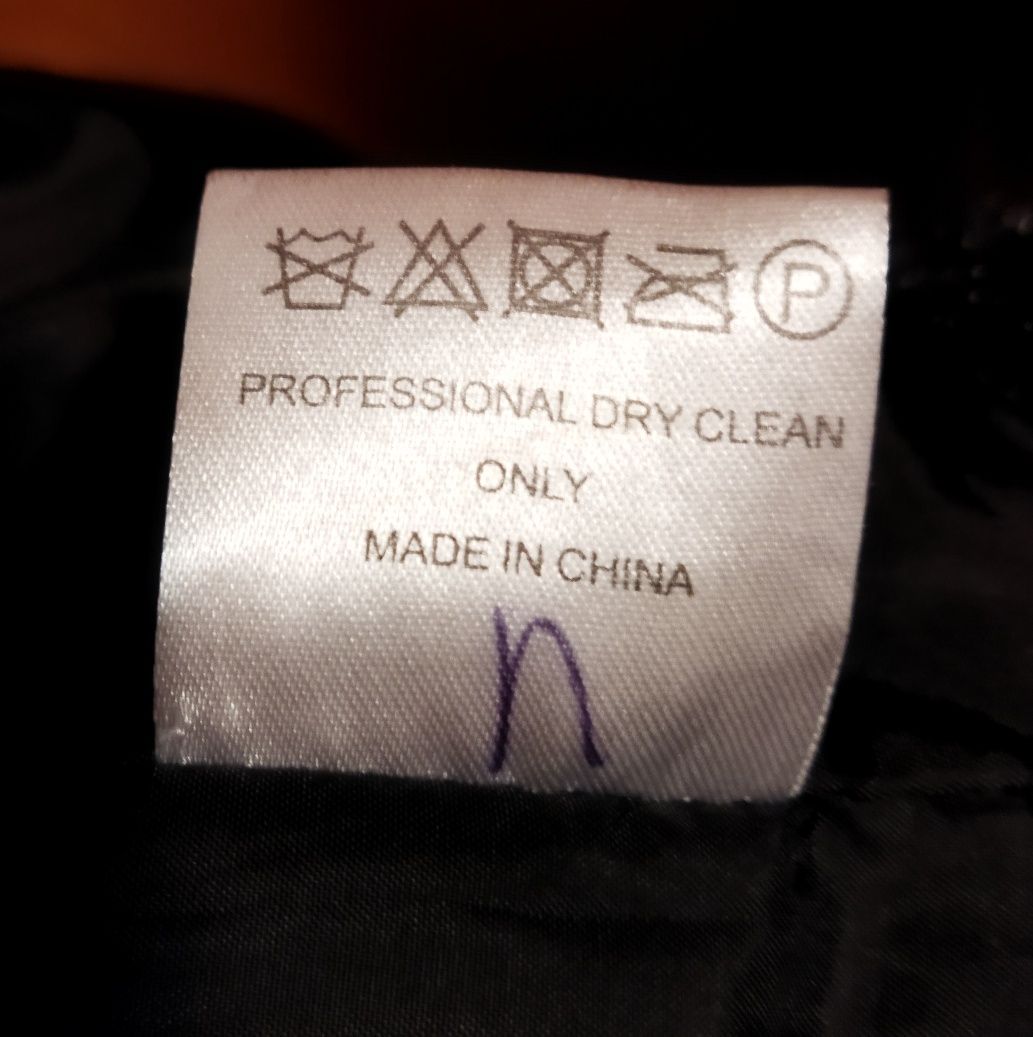 P
PROFESSIONAL DRY CLEAN
ONLY
MADE IN CHINA
n